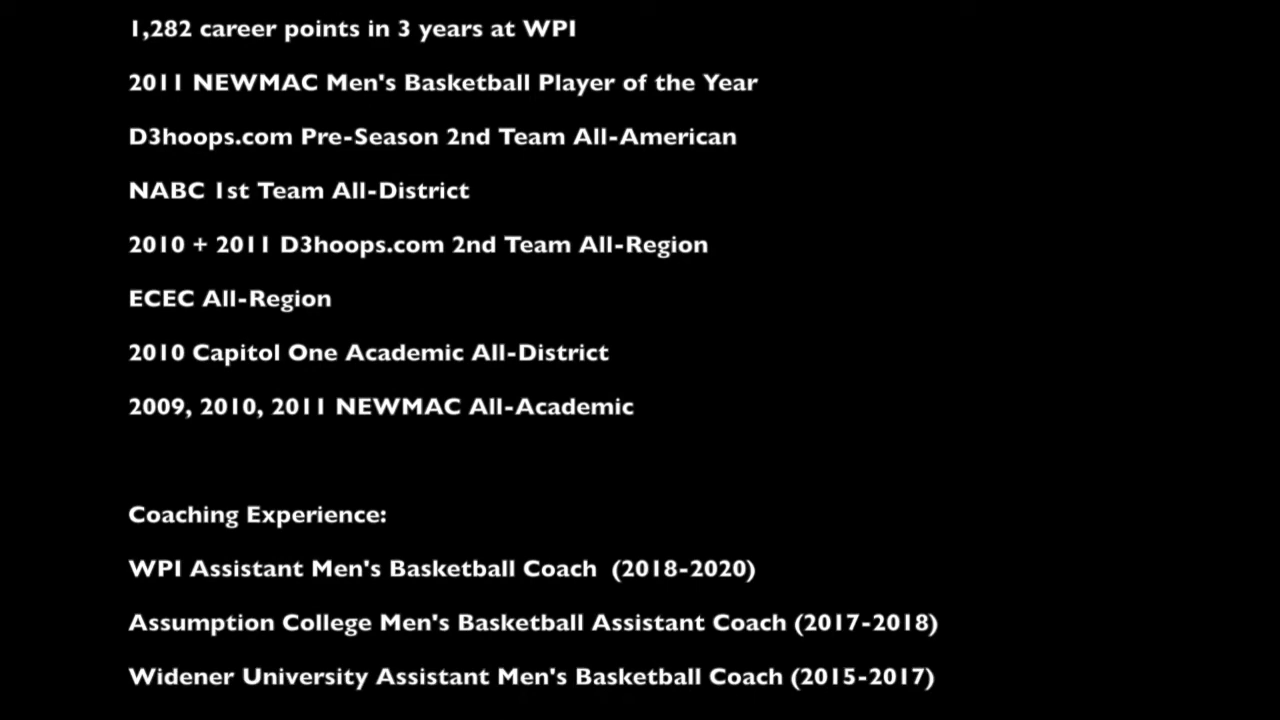 1,282 career points in 3 years at WPI
2011 NEWMAC Men's Basketball Player of the Year
D3hoops.com Pre-Season 2nd Team All-American
NABC 1st Team All-District
2010 + 2011 D3hoops.com 2nd Team All-Region
ECEC All-Region
2010 Capitol One Academic All-District
2009, 2010, 2011 NEWMAC All-Academic
Coaching Experience:
WPI Assistant Men's Basketball Coach  (2018-2020)
Assumption College Men's Basketball Assistant Coach (2017-2018)
Widener University Assistant Men's Basketball Coach (2015-2017)